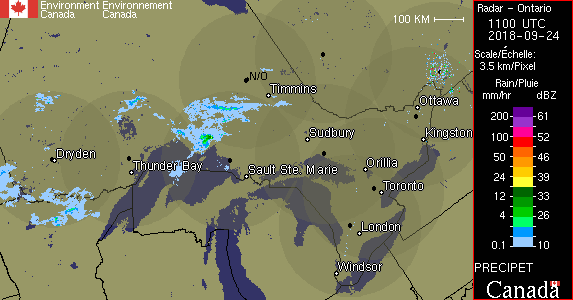 Environment Environnement
Canada Canada
100 KM
N/O
Timmins
Ottawa
Sudbury
Kingston
Dryden
Thunder Bay
Sault Ste. Marie
Orillia
Toronto
London
Windsor
Radar - Ontario
1100 UTC
2018-09-24
Scale/Échelle:
3.5 km/Pixel
Rain/Pluie
mm/hr dBZ
200 61
100 57
52 52
50 46
24 39
12 33
4 26
0.1 10
PRECIPET
Canada